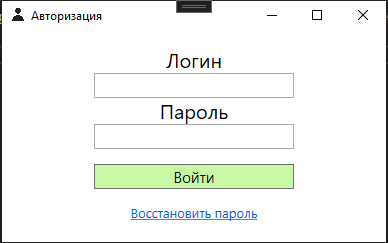 Авторизация
Логин
Пароль
Войти
Восстановить пароль